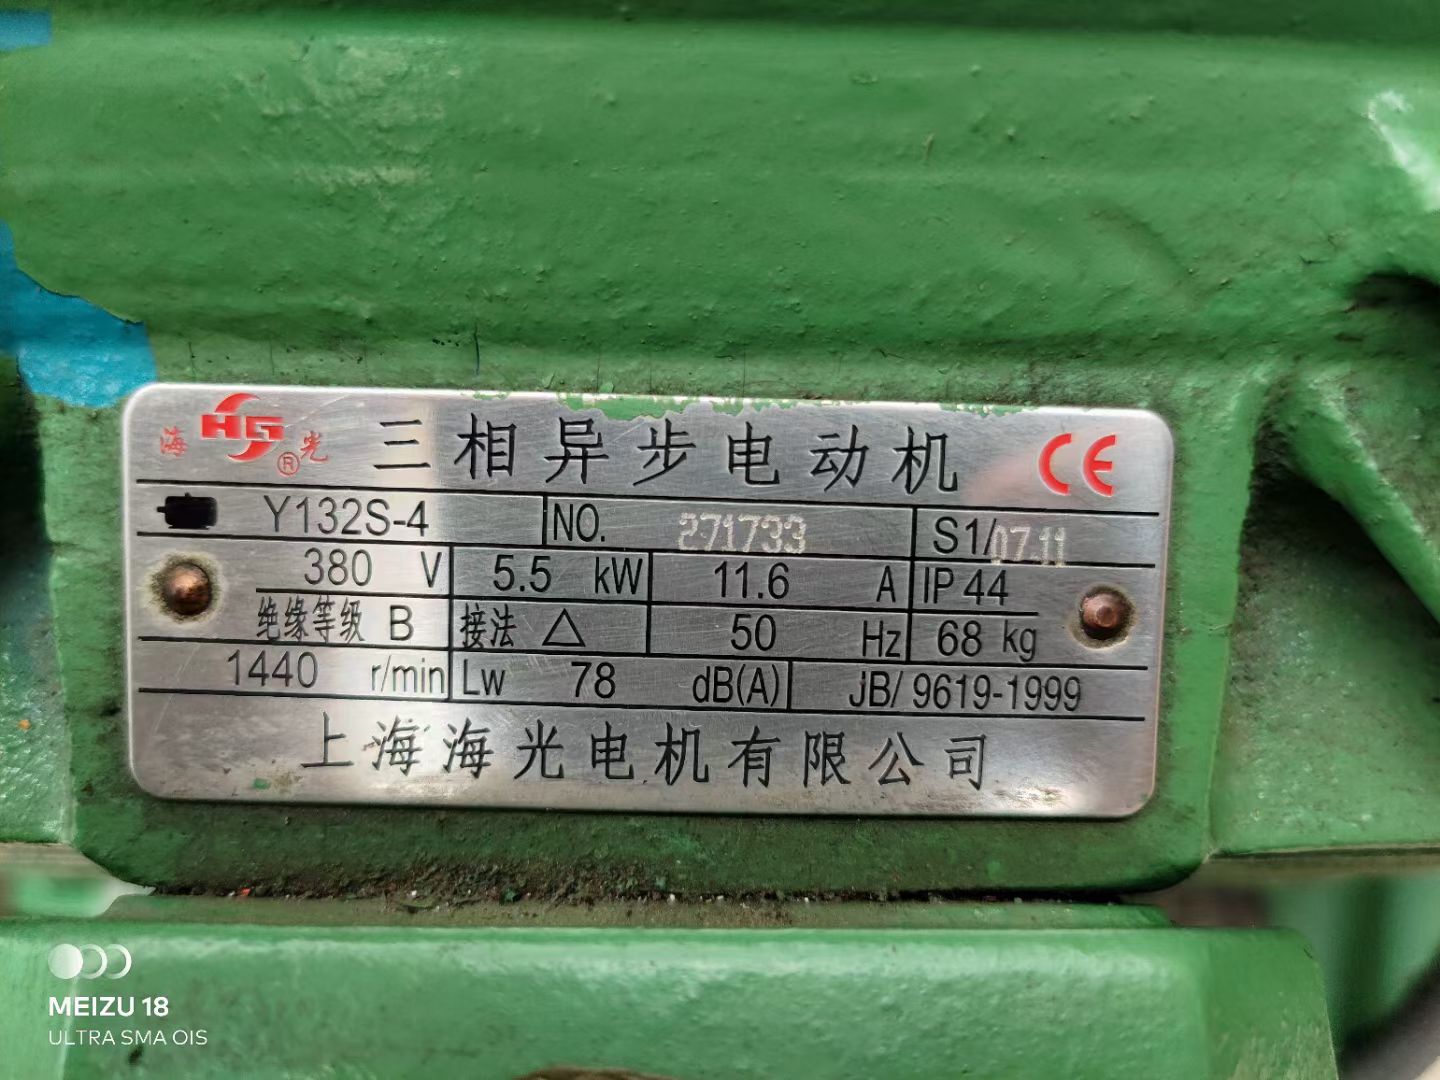 海 HG ® 光 三相异步电动机 CE
Y132S-4 NO. 271733 S1/07.11
380 V 5.5 kW 11.6 A IP 44
绝缘等级 B 接法 △ 50 Hz 68 kg
1440 r/min Lw 78 dB(A) JB/ 9619-1999
上海海光电机有限公司
MEIZU 18
ULTRA SMA OIS